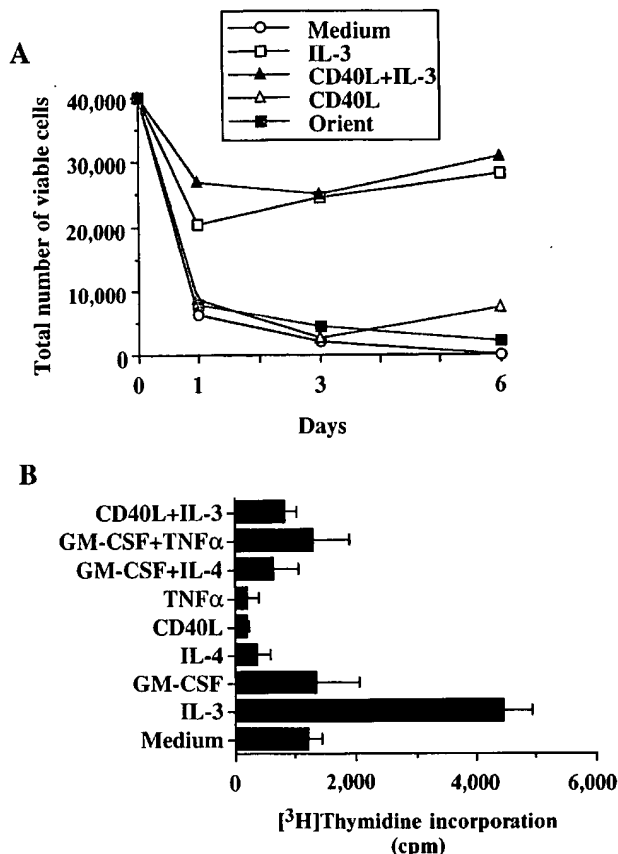 A
Medium
IL-3
CD40L+IL-3
CD40L
Orient
Total number of viable cells
40,000
30,000
20,000
10,000
0
0
1
3
6
Days
B
CD40L+IL-3
GM-CSF+TNFα
GM-CSF+IL-4
TNFα
CD40L
IL-4
GM-CSF
IL-3
Medium
0
2,000
4,000
6,000
[³H]Thymidine incorporation
(cpm)